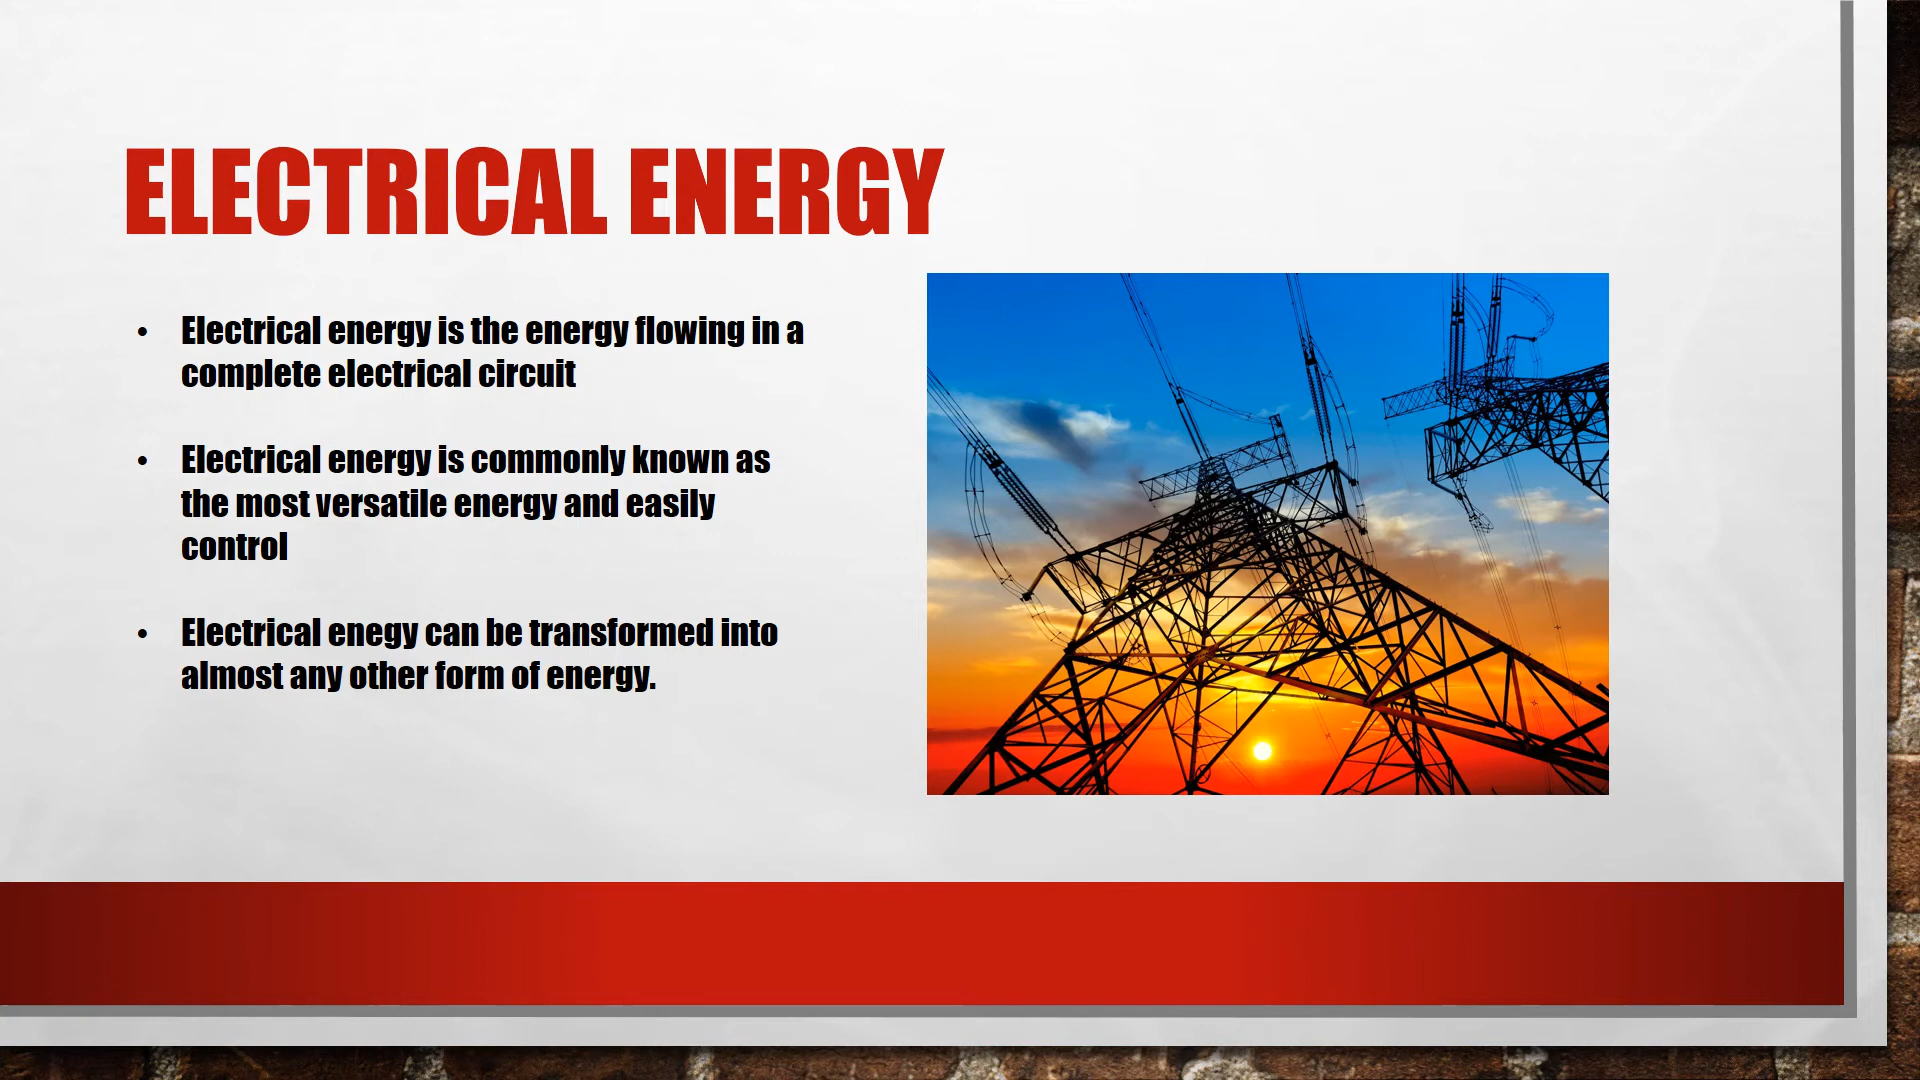 ELECTRICAL ENERGY
• Electrical energy is the energy flowing in a
complete electrical circuit
• Electrical energy is commonly known as
the most versatile energy and easily
control
• Electrical enegy can be transformed into
almost any other form of energy.